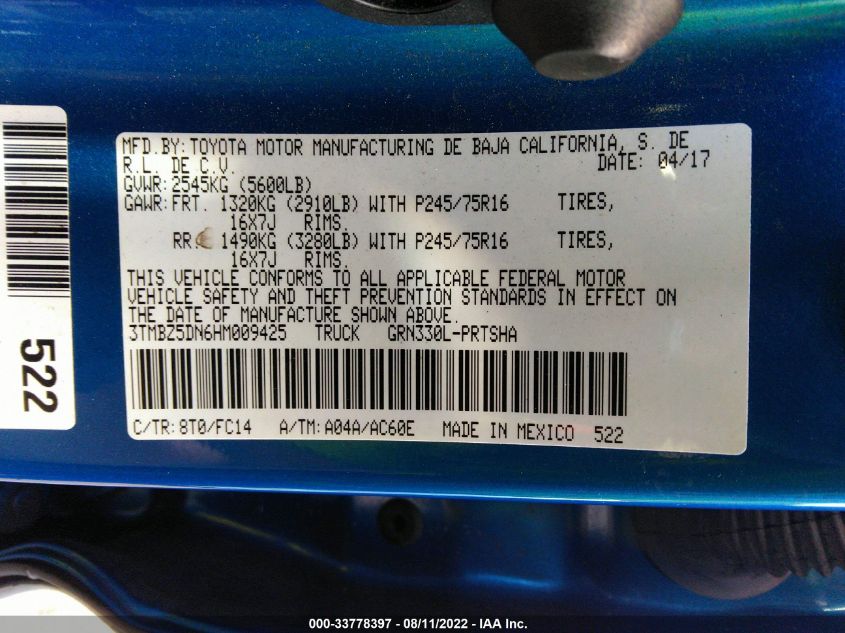 MFD.BY: TOYOTA MOTOR MANUFACTURING DE BAJA CALIFORNIA, S. DE
R.L. DE C.V. DATE: 04/17
GVWR: 2545KG (5600LB)
GAWR: FRT. 1320KG (2910LB) WITH P245/75R16 TIRES,
16X7J RIMS.
RR 1490KG (3280LB) WITH P245/75R16 TIRES,
16X7J RIMS.
THIS VEHICLE CONFORMS TO ALL APPLICABLE FEDERAL MOTOR
VEHICLE SAFETY AND THEFT PREVENTION STANDARDS IN EFFECT ON
THE DATE OF MANUFACTURE SHOWN ABOVE.
3TMBZ5DN6HM009425 TRUCK GRN330L-PRTSHA
C/TR: 8T0/FC14 A/TM: A04A/AC60E MADE IN MEXICO 522
522
000-33778397 - 08/11/2022 - IAA Inc.